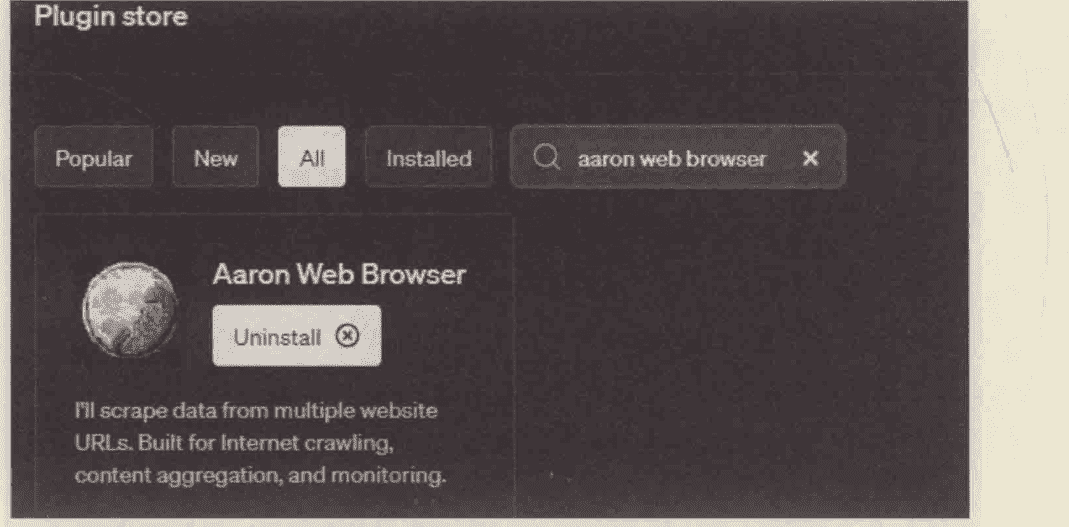 Plugin store
Popular
New
All
Installed
aaron web browser
Aaron Web Browser
Uninstall
I'll scrape data from multiple website
URLs. Built for Internet crawling,
content aggregation, and monitoring.